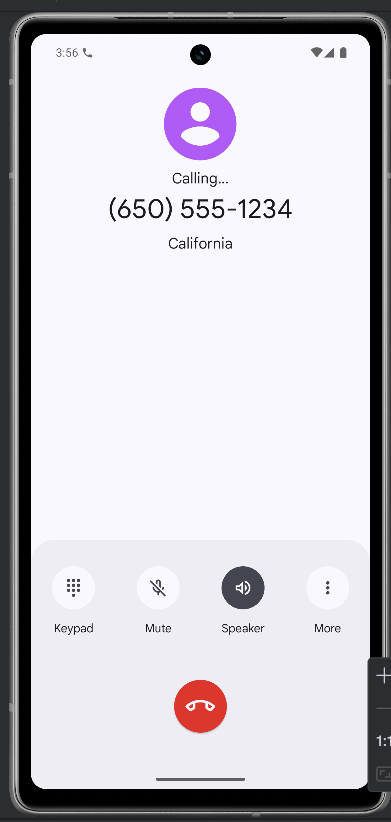 3:56
Calling...
(650) 555-1234
California
Keypad
Mute
Speaker
More